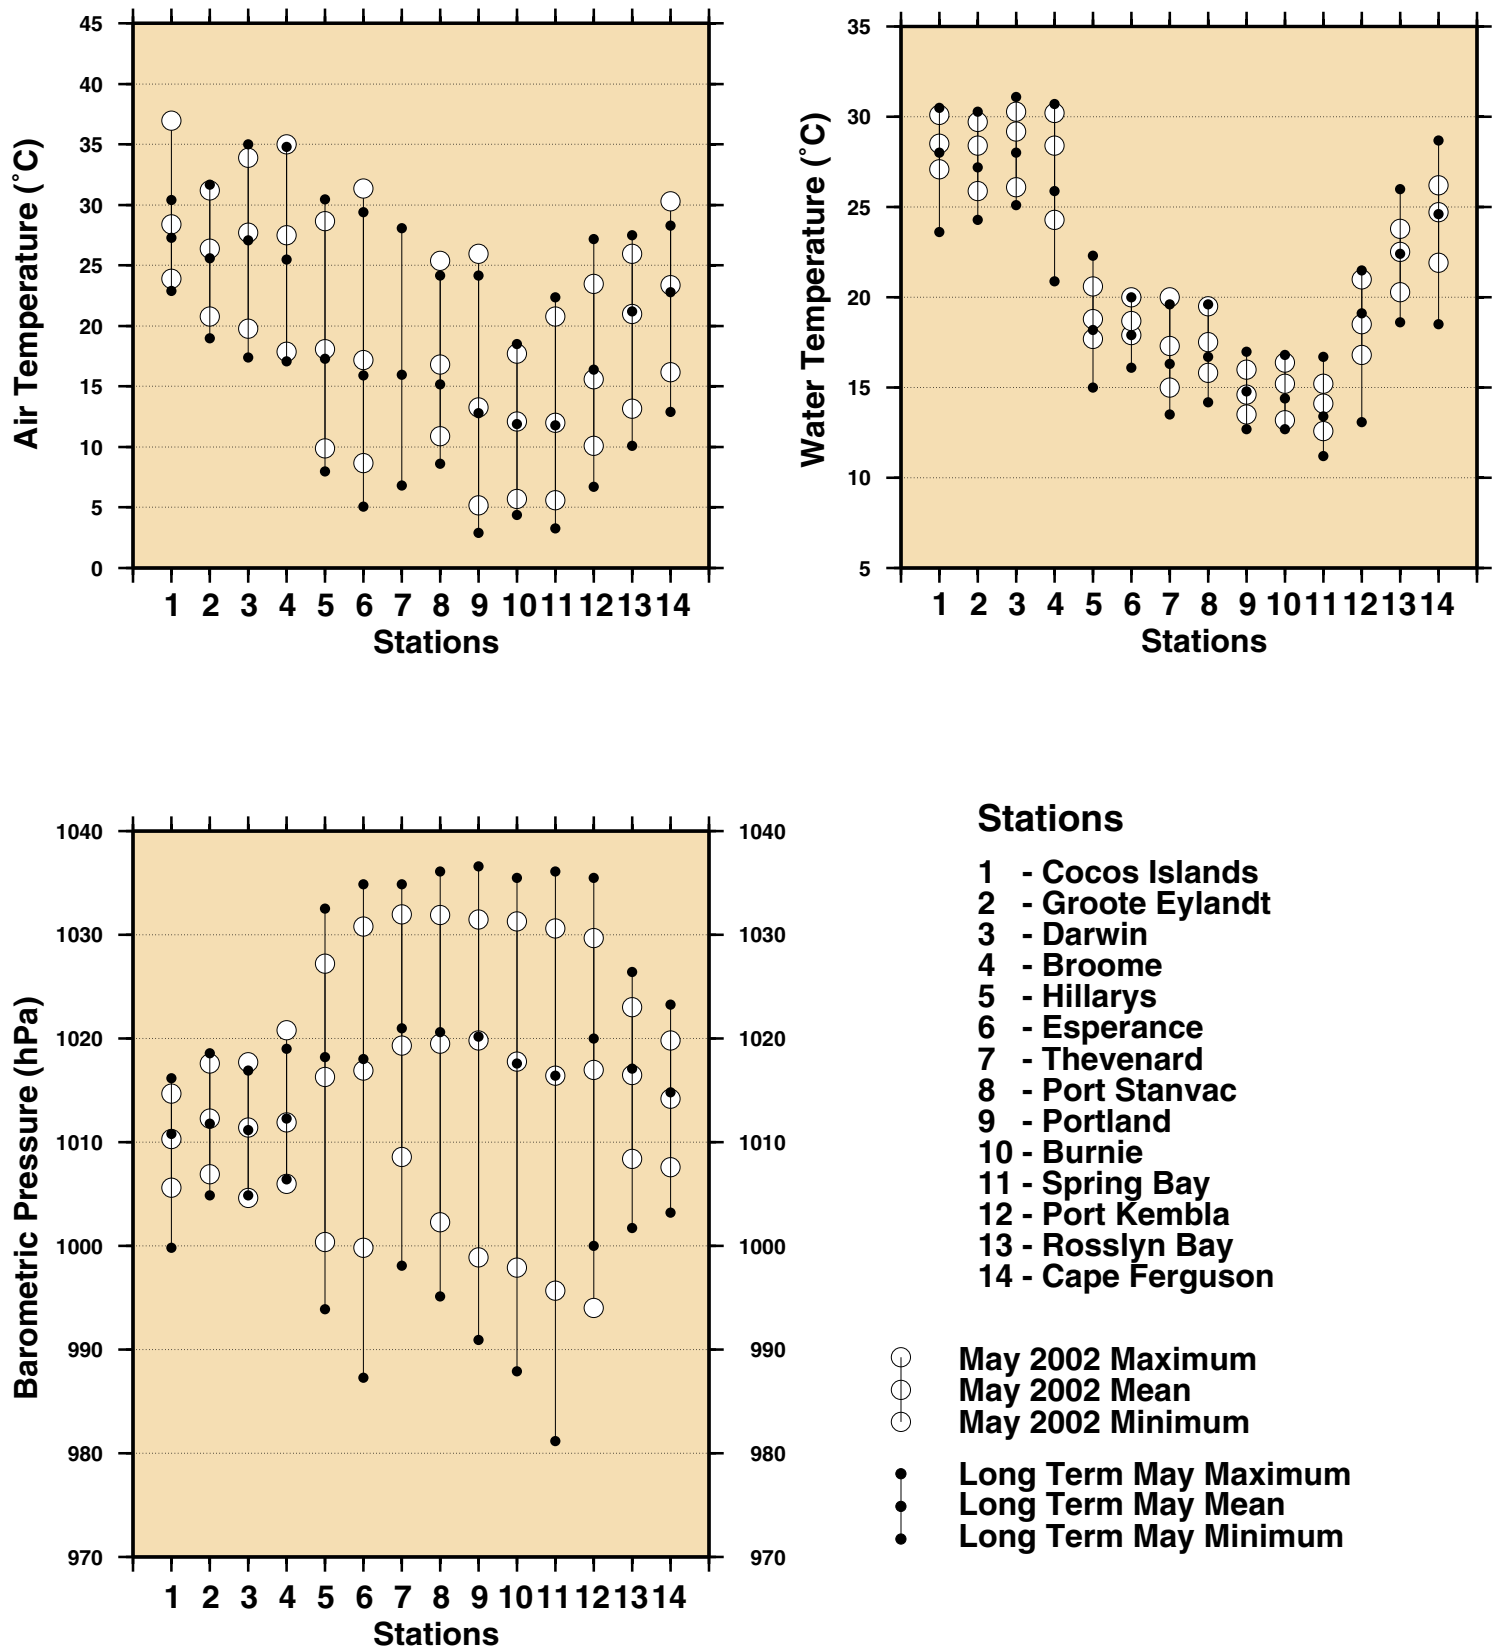 45
40
35
30
25
20
15
10
5
0
Air Temperature (˚C)
1 2 3 4 5 6 7 8 9 10 11 12 13 14
Stations
35
30
25
20
15
10
5
Water Temperature (˚C)
1 2 3 4 5 6 7 8 9 10 11 12 13 14
Stations
1040 1040
1030 1030
1020 1020
1010 1010
1000 1000
990 990
980 980
970 970
Barometric Pressure (hPa)
1 2 3 4 5 6 7 8 9 10 11 12 13 14
Stations
Stations
1 - Cocos Islands
2 - Groote Eylandt
3 - Darwin
4 - Broome
5 - Hillarys
6 - Esperance
7 - Thevenard
8 - Port Stanvac
9 - Portland
10 - Burnie
11 - Spring Bay
12 - Port Kembla
13 - Rosslyn Bay
14 - Cape Ferguson
May 2002 Maximum
May 2002 Mean
May 2002 Minimum
Long Term May Maximum
Long Term May Mean
Long Term May Minimum